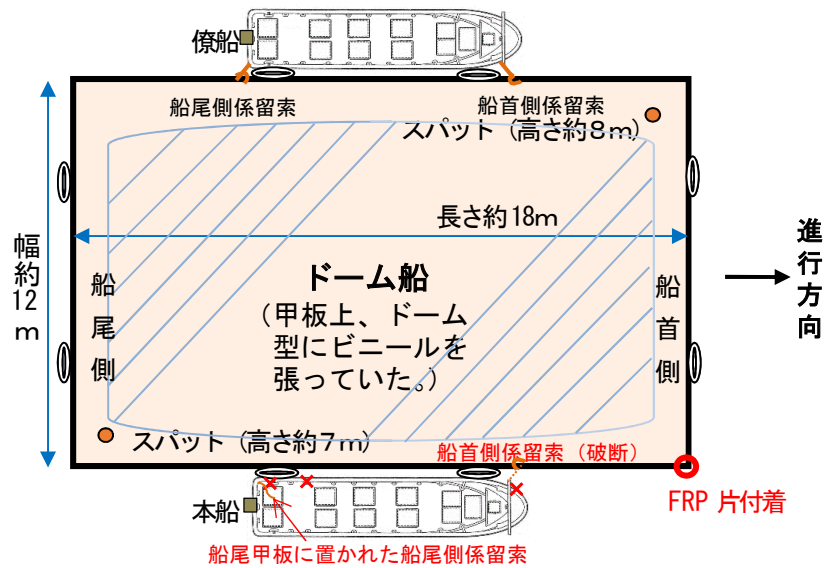 僚船
船尾側係留索
船首側係留索
スパット（高さ約８ｍ）
長さ約18ｍ
幅約12ｍ
船尾側
ドーム船
（甲板上、ドーム
型にビニールを
張っていた。）
船首側
進行方向
スパット（高さ約７ｍ）
船首側係留索（破断）
FRP 片付着
本船
船尾甲板に置かれた船尾側係留索